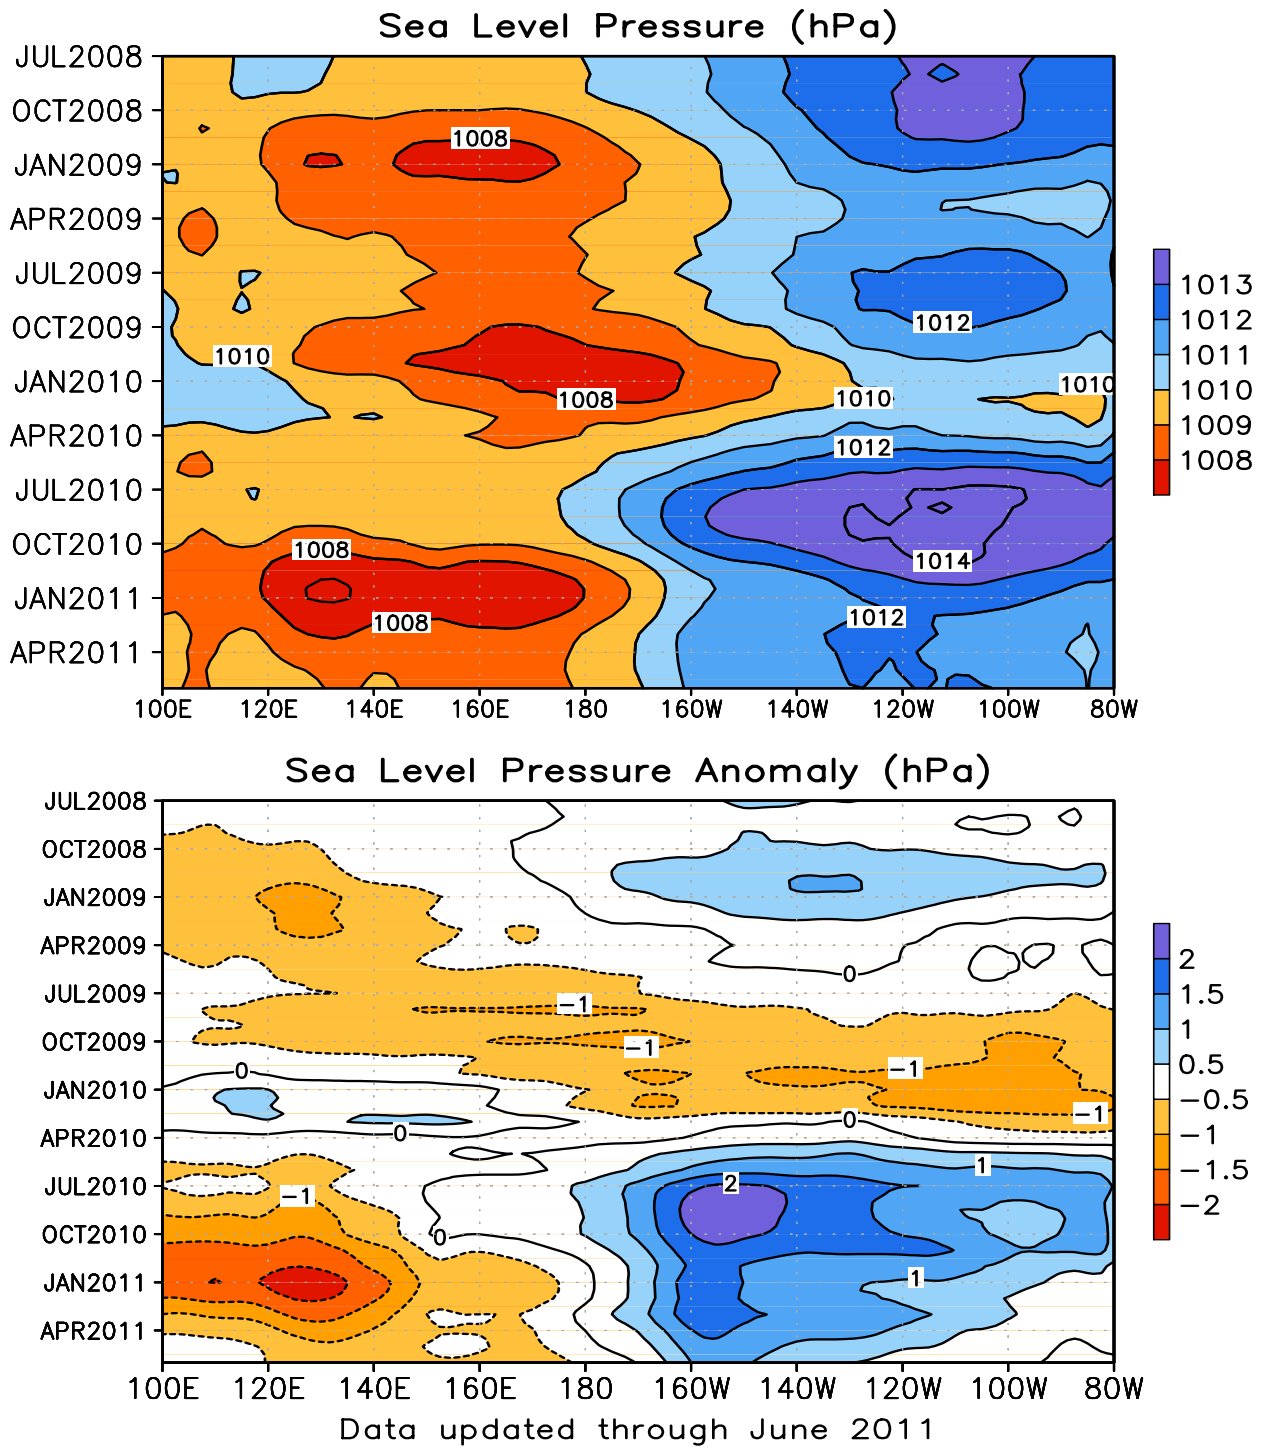 Sea Level Pressure (hPa)
JUL2008
OCT2008
JAN2009
APR2009
JUL2009
OCT2009
JAN2010
APR2010
JUL2010
OCT2010
JAN2011
APR2011
1008
1012
1010
1010
1008
1010
1012
1008
1014
1008
1012
100E 120E 140E 160E 180 160W 140W 120W 100W 80W
1013
1012
1011
1010
1009
1008
Sea Level Pressure Anomaly (hPa)
JUL2008
OCT2008
JAN2009
APR2009
JUL2009
OCT2009
JAN2010
APR2010
JUL2010
OCT2010
JAN2011
APR2011
0
-1
-1
0
-1
-1
0
0
1
2
-1
0
1
100E 120E 140E 160E 180 160W 140W 120W 100W 80W
2
1.5
1
0.5
-0.5
-1
-1.5
-2
Data updated through June 2011